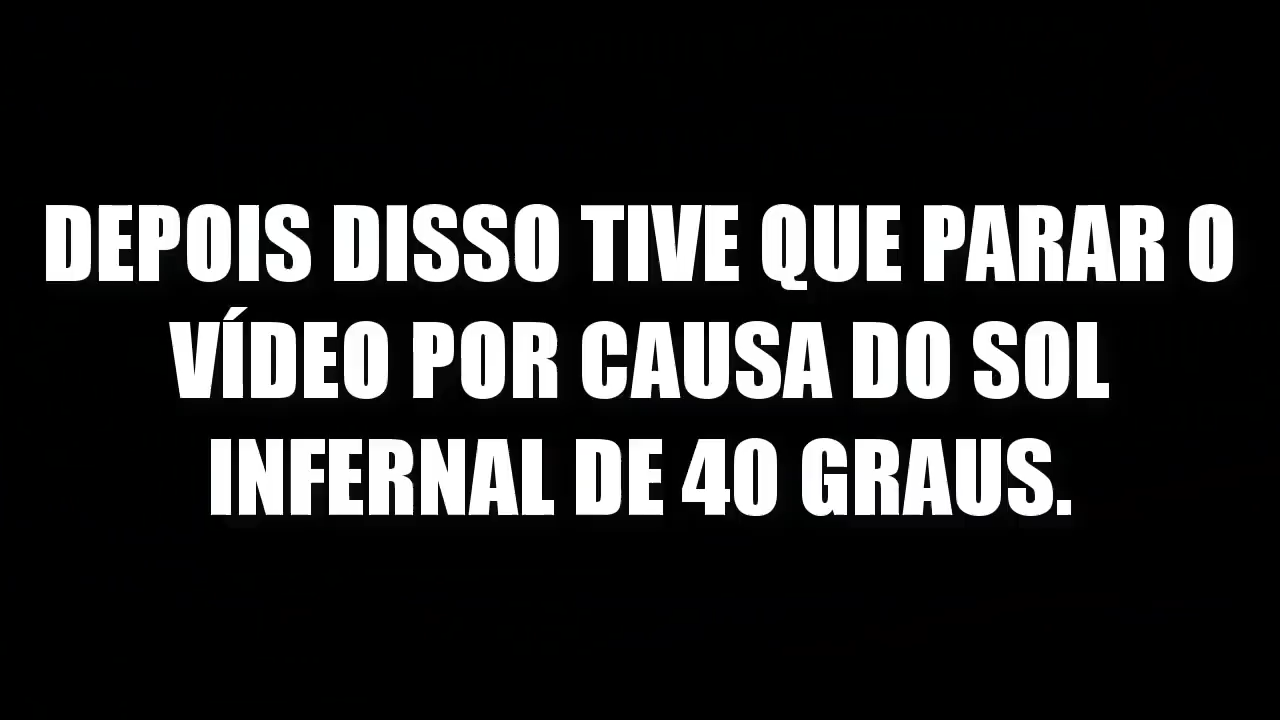 DEPOIS DISSO TIVE QUE PARAR O
VÍDEO POR CAUSA DO SOL
INFERNAL DE 40 GRAUS.